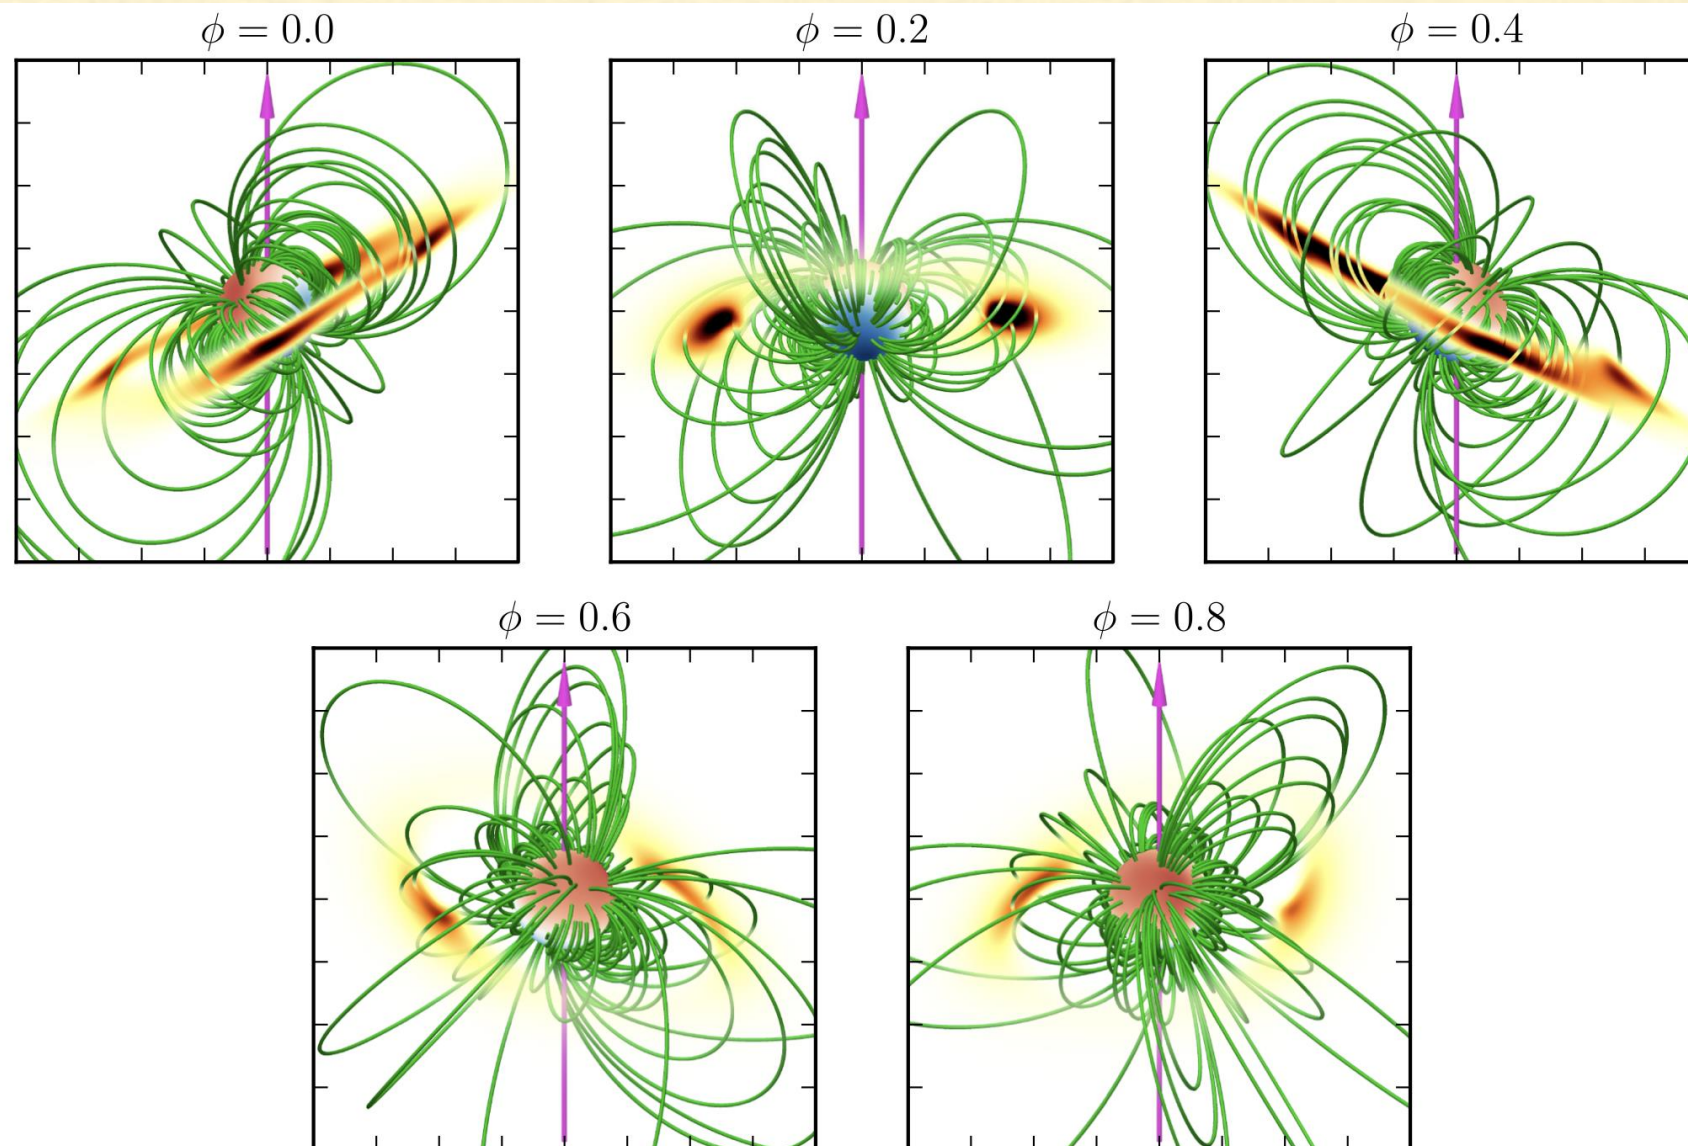 ϕ = 0.0
ϕ = 0.2
ϕ = 0.4
ϕ = 0.6
ϕ = 0.8